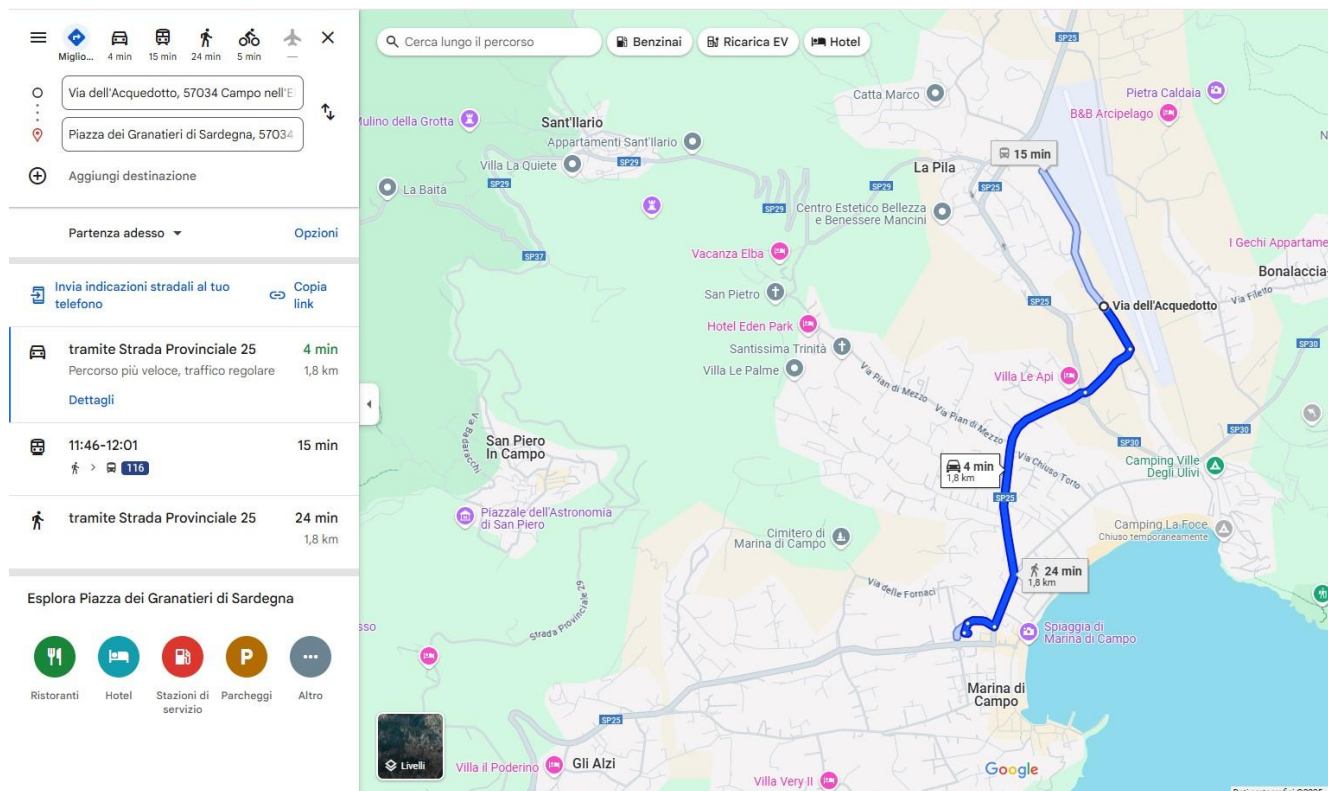 Miglio...
4 min
15 min
24 min
5 min
—
Via dell'Acquedotto, 57034 Campo nell'E
Piazza dei Granatieri di Sardegna, 57034
Aggiungi destinazione
Partenza adesso
Opzioni
Invia indicazioni stradali al tuo
telefono
Copia
link
tramite Strada Provinciale 25
4 min
Percorso più veloce, traffico regolare
1,8 km
Dettagli
11:46-12:01
15 min
116
tramite Strada Provinciale 25
24 min
1,8 km
Esplora Piazza dei Granatieri di Sardegna
P
Ristoranti
Hotel
Stazioni di
servizio
Parcheggi
Altro
Cerca lungo il percorso
Benzinai
Ricarica EV
Hotel
SP25
Catta Marco
Pietra Caldaia
B&B Arcipelago
Mulino della Grotta
Sant'Ilario
Appartamenti Sant'Ilario
15 min
N
Villa La Quiete
SP29
La Pila
La Baita
SP29
SP29
SP25
SP29
Centro Estetico Bellezza
e Benessere Mancini
SP37
Vacanza Elba
I Gechi Appartame
Bonalaccia
San Pietro
SP25
Via dell'Acquedotto
Via Filetto
Hotel Eden Park
Santissima
Trinità
SP30
Villa Le Palme
Via Pian di Mezzo
Villa Le Api
Via Pian di Mezzo
Via Badaracchi
San Piero
In Campo
SP30
SP30
Via Chiuso Torto
4 min
1,8 km
Camping Ville
Degli Ulivi
SP25
Piazzale dell'Astronomia
di San Piero
Cimitero di
Marina di Campo
Camping La Foce
Chiuso temporaneamente
24 min
1,8 km
Via delle Fornaci
Strada Provinciale 29
sso
Spiaggia di
Marina di Campo
Marina di
Campo
SP25
Livelli
Villa il Poderino
Gli Alzi
Villa Very II
Google